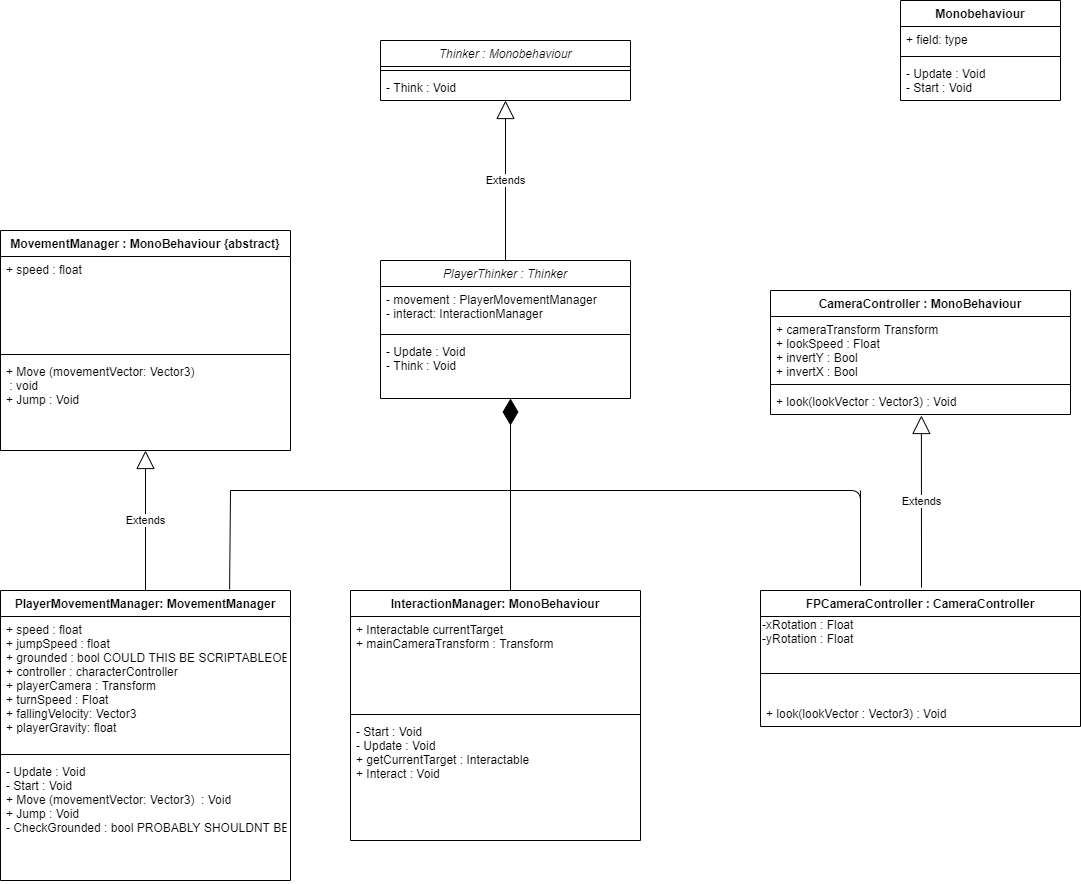 Monobehaviour
+ field: type
- Update : Void
- Start : Void
Thinker : Monobehaviour
- Think : Void
Extends
MovementManager : MonoBehaviour {abstract}
+ speed : float
+ Move (movementVector: Vector3)
: void
+ Jump : Void
PlayerThinker : Thinker
- movement : PlayerMovementManager
- interact: InteractionManager
- Update : Void
- Think : Void
CameraController : MonoBehaviour
+ cameraTransform Transform
+ lookSpeed : Float
+ invertY : Bool
+ invertX : Bool
+ look(lookVector : Vector3) : Void
Extends
Extends
PlayerMovementManager: MovementManager
+ speed : float
+ jumpSpeed : float
+ grounded : bool COULD THIS BE SCRIPTABLEOB
+ controller : characterController
+ playerCamera : Transform
+ turnSpeed : Float
+ fallingVelocity: Vector3
+ playerGravity: float
- Update : Void
- Start : Void
+ Move (movementVector: Vector3)  : Void
+ Jump : Void
- CheckGrounded : bool PROBABLY SHOULDNT BE
InteractionManager: MonoBehaviour
+ Interactable currentTarget
+ mainCameraTransform : Transform
- Start : Void
- Update : Void
+ getCurrentTarget : Interactable
+ Interact : Void
FPCameraController : CameraController
-xRotation : Float
-yRotation : Float
+ look(lookVector : Vector3) : Void